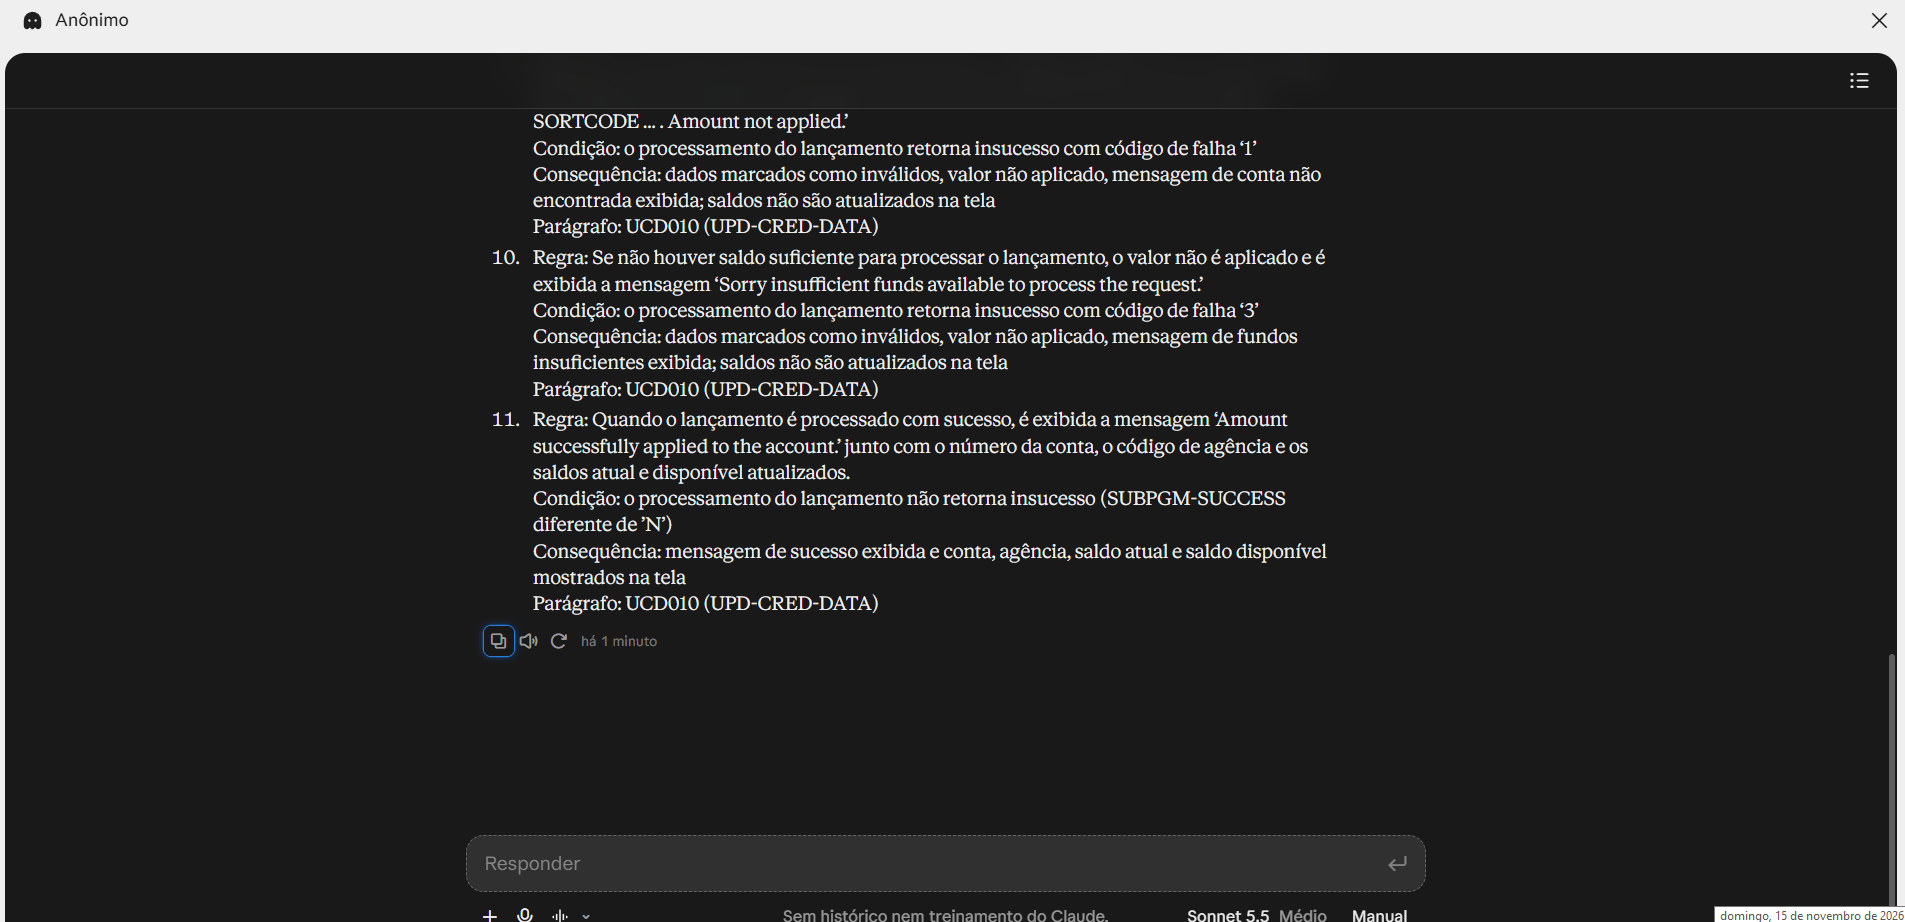 Anônimo
SORTCODE ... . Amount not applied.’
Condição: o processamento do lançamento retorna insucesso com código de falha ‘1’
Consequência: dados marcados como inválidos, valor não aplicado, mensagem de conta não
encontrada exibida; saldos não são atualizados na tela
Parágrafo: UCD010 (UPD-CRED-DATA)
10. Regra: Se não houver saldo suficiente para processar o lançamento, o valor não é aplicado e é
exibida a mensagem ‘Sorry insufficient funds available to process the request.’
Condição: o processamento do lançamento retorna insucesso com código de falha ‘3’
Consequência: dados marcados como inválidos, valor não aplicado, mensagem de fundos
insuficientes exibida; saldos não são atualizados na tela
Parágrafo: UCD010 (UPD-CRED-DATA)
11. Regra: Quando o lançamento é processado com sucesso, é exibida a mensagem ‘Amount
successfully applied to the account.’ junto com o número da conta, o código de agência e os
saldos atual e disponível atualizados.
Condição: o processamento do lançamento não retorna insucesso (SUBPGM-SUCCESS
diferente de ’N’)
Consequência: mensagem de sucesso exibida e conta, agência, saldo atual e saldo disponível
mostrados na tela
Parágrafo: UCD010 (UPD-CRED-DATA)
há 1 minuto
Responder
Sem histórico nem treinamento do Claude. Sonnet 5.5 Médio Manual
domingo, 15 de novembro de 2026